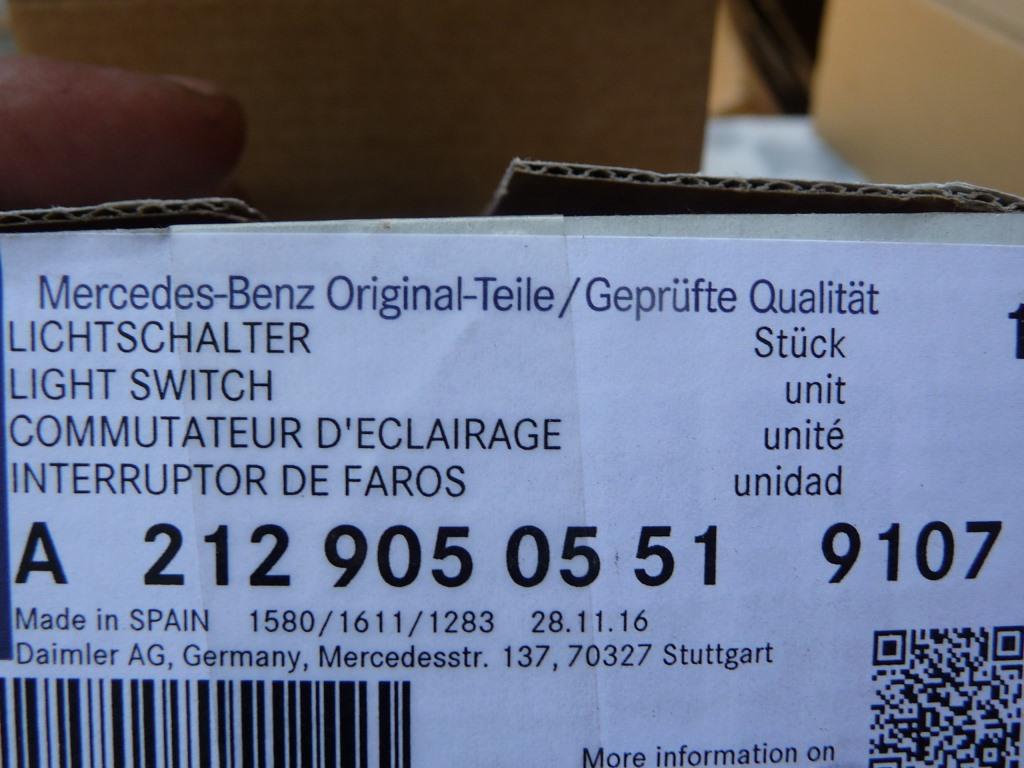 Mercedes-Benz Original-Teile/Geprüfte Qualität
LICHTSCHALTER Stück
LIGHT SWITCH unit
COMMUTATEUR D'ECLAIRAGE unité
INTERRUPTOR DE FAROS unidad
A 212 905 05 51 9107
Made in SPAIN 1580/1611/1283 28.11.16
Daimler AG, Germany, Mercedesstr. 137, 70327 Stuttgart
More information on